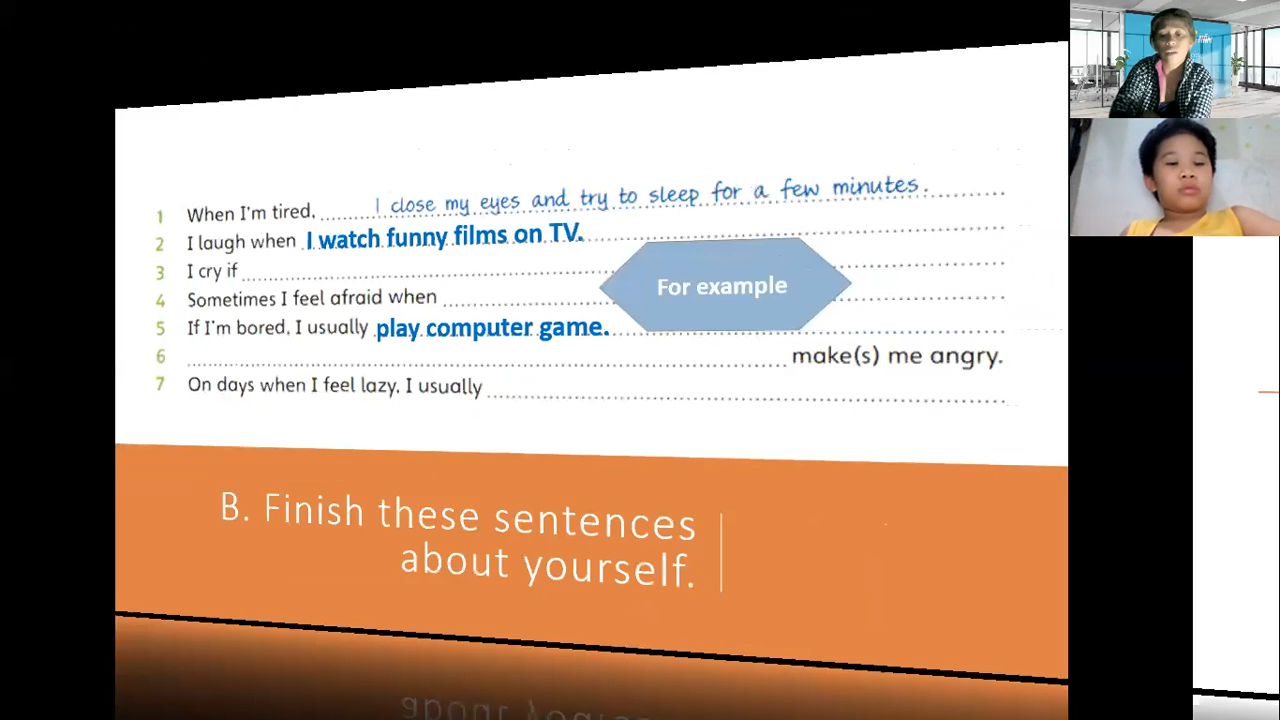 1 When I'm tired, I close my eyes and try to sleep for a few minutes.
2 I laugh when I watch funny films on TV.
3 I cry if
4 Sometimes I feel afraid when
5 If I'm bored, I usually play computer game.
6 make(s) me angry.
7 On days when I feel lazy, I usually
For example
B. Finish these sentences
about yourself.